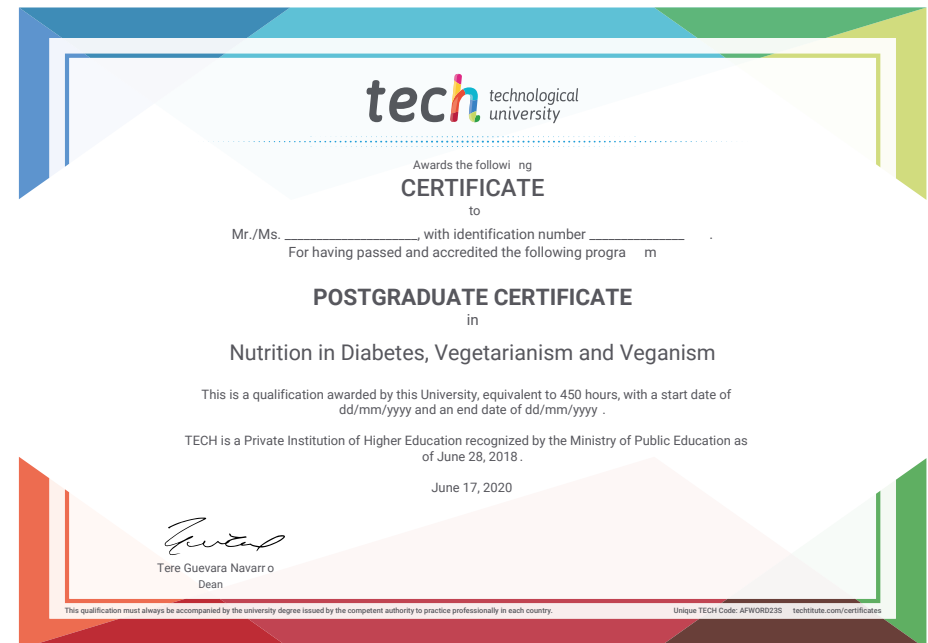 tech technological
university
Awards the followi ng
CERTIFICATE
to
Mr./Ms. ____________________, with identification number ______________ .
For having passed and accredited the following progra m
POSTGRADUATE CERTIFICATE
in
Nutrition in Diabetes, Vegetarianism and Veganism
This is a qualification awarded by this University, equivalent to 450 hours, with a start date of
dd/mm/yyyy and an end date of dd/mm/yyyy .
TECH is a Private Institution of Higher Education recognized by the Ministry of Public Education as
of June 28, 2018 .
June 17, 2020
Tere Guevara Navarr o
Dean
This qualification must always be accompanied by the university degree issued by the competent authority to practice professionally in each country. Unique TECH Code: AFWORD23S techtitute.com/certificates